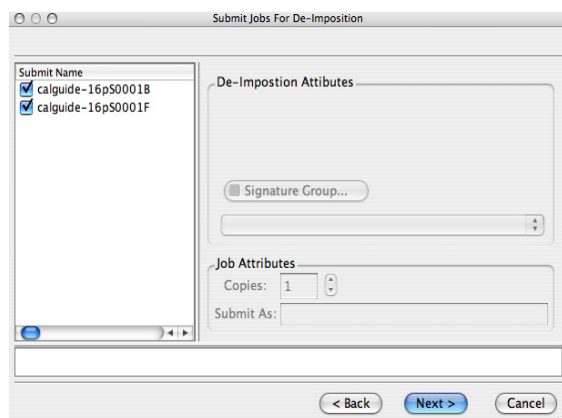 Submit Jobs For De-Imposition
Submit Name
calguide-16pS0001B
calguide-16pS0001F
De-Impostion Attibutes
Signature Group...
Job Attributes
Copies: 1
Submit As:
< Back Next > Cancel